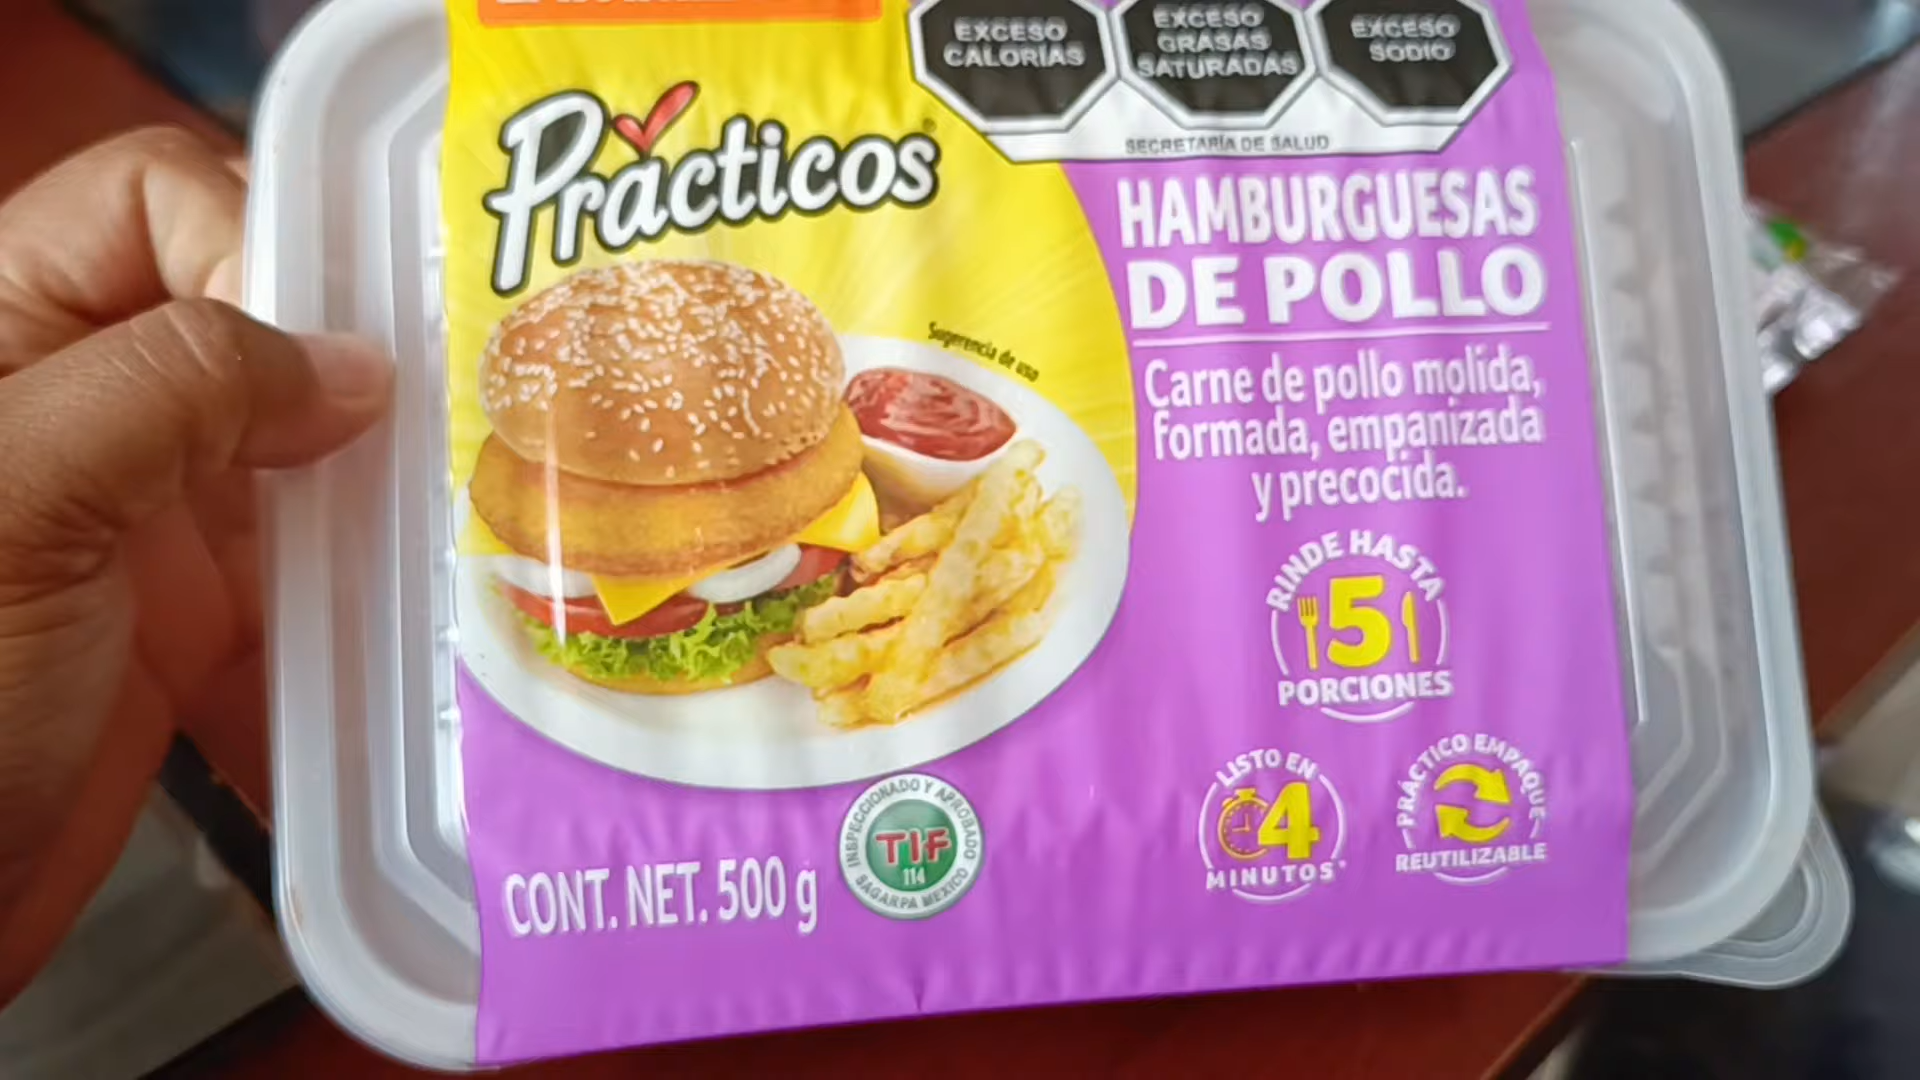 EXCESO
CALORÍAS
EXCESO
GRASAS
SATURADAS
EXCESO
SODIO
SECRETARÍA DE SALUD
Prácticos®
HAMBURGUESAS
DE POLLO
Sugerencia de uso
Carne de pollo molida,
formada, empanizada
y precocida.
RINDE HASTA
5
PORCIONES
LISTO EN
4
MINUTOS*
PRÁCTICO EMPAQUE
REUTILIZABLE
INSPECCIONADO Y APROBADO
TIF
114
SAGARPA MEXICO
CONT. NET. 500 g